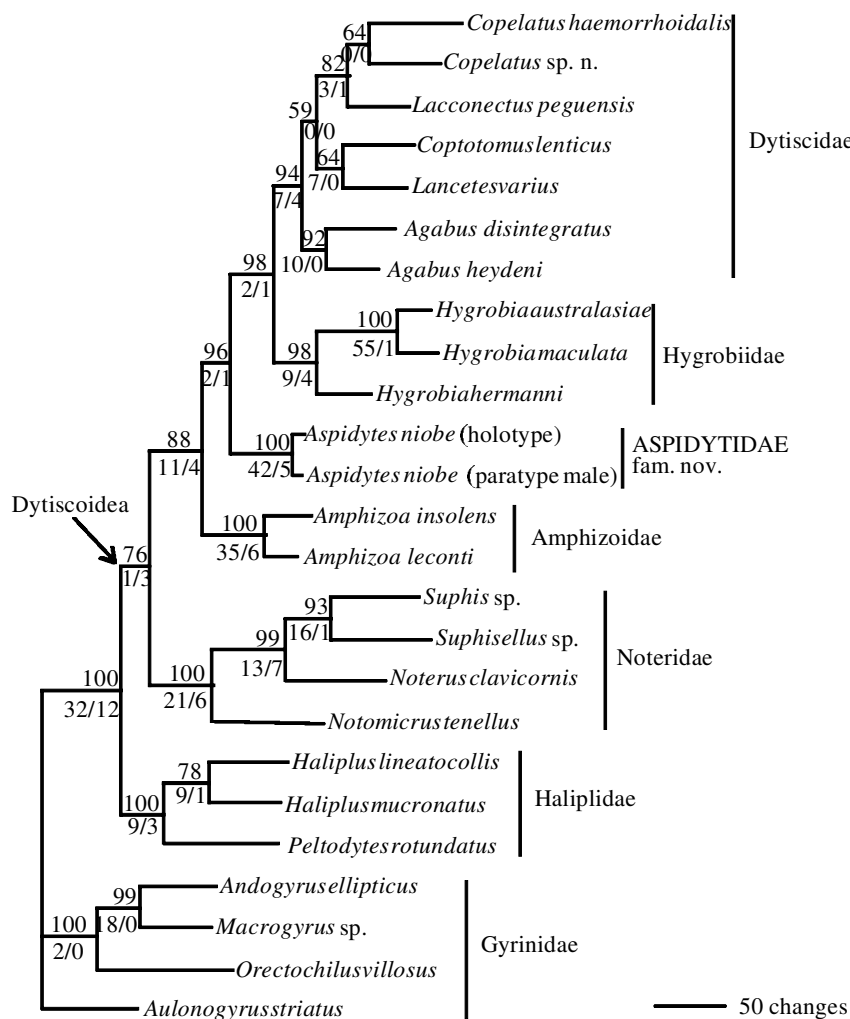 Copelatus haemorrhoidalis
64
0/0
Copelatus sp. n.
82
3/1
Lacconectus peguensis
59
0/0
Coptotomuslenticus
64
7/0
Dytiscidae
94
7/4
Lancetesvarius
Agabus disintegratus
92
10/0
Agabus heydeni
98
2/1
Hygrobiaaustralasiae
100
55/1
Hygrobiamaculata
Hygrobiidae
96
2/1
98
9/4
Hygrobiahermanni
Aspidytes niobe (holotype)
100
42/5
ASPIDYTIDAE
fam. nov.
88
11/4
Aspidytes niobe (paratype male)
Dytiscoidea
Amphizoa insolens
100
35/6
Amphizoidae
Amphizoa leconti
76
1/3
Suphis sp.
93
16/1
Suphisellus sp.
99
13/7
Noteridae
Noterus clavicornis
100
21/6
100
32/12
Notomicrustenellus
Haliplus lineatocollis
78
9/1
Haliplus mucronatus
Haliplidae
100
9/3
Peltodytes rotundatus
Andogyrusellipticus
99
18/0
Macrogyrus sp.
100
2/0
Gyrinidae
Orectochilusvillosus
Aulonogyrusstriatus
50 changes